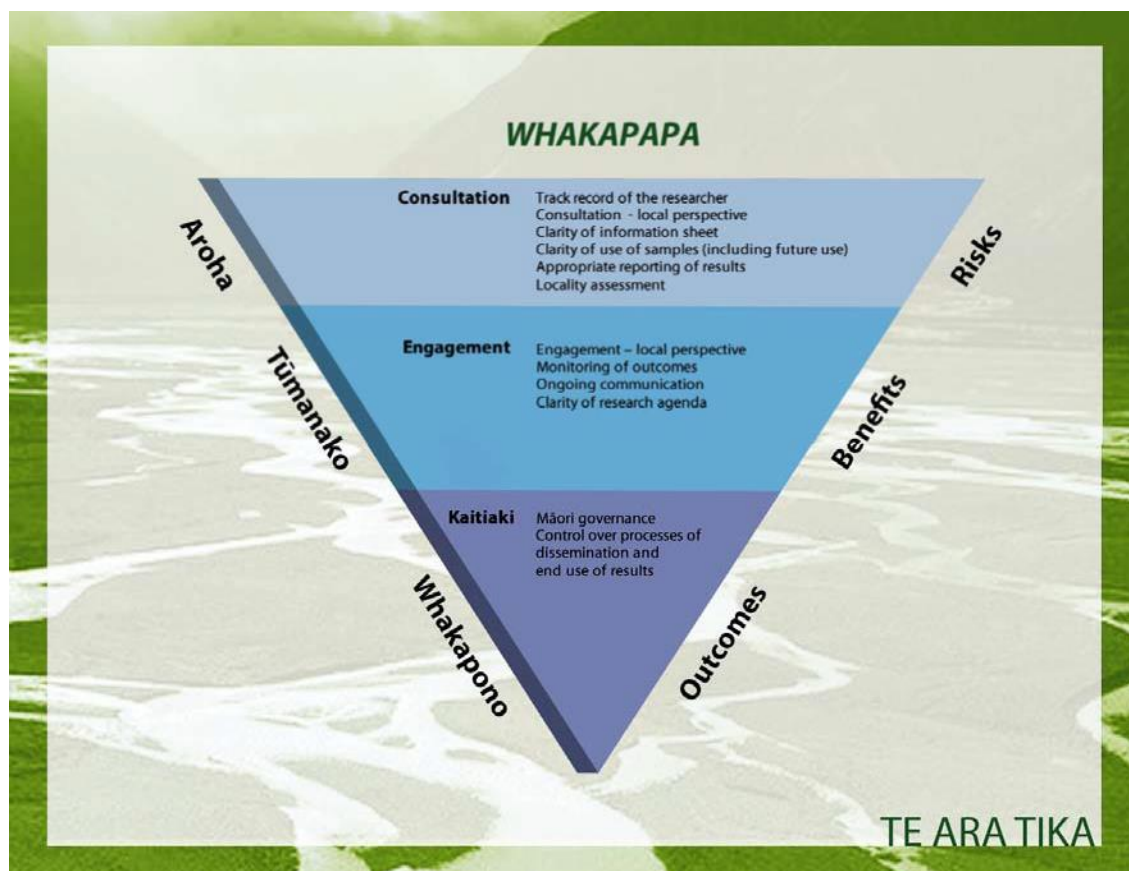 WHAKAPAPA
Consultation
Track record of the researcher
Consultation - local perspective
Clarity of information sheet
Clarity of use of samples (including future use)
Appropriate reporting of results
Locality assessment
Aroha
Risks
Engagement
Engagement – local perspective
Monitoring of outcomes
Ongoing communication
Clarity of research agenda
Tūmanako
Benefits
Kaitiaki
Māori governance
Control over processes of
dissemination and
end use of results
Whakapono
Outcomes
TE ARA TIKA